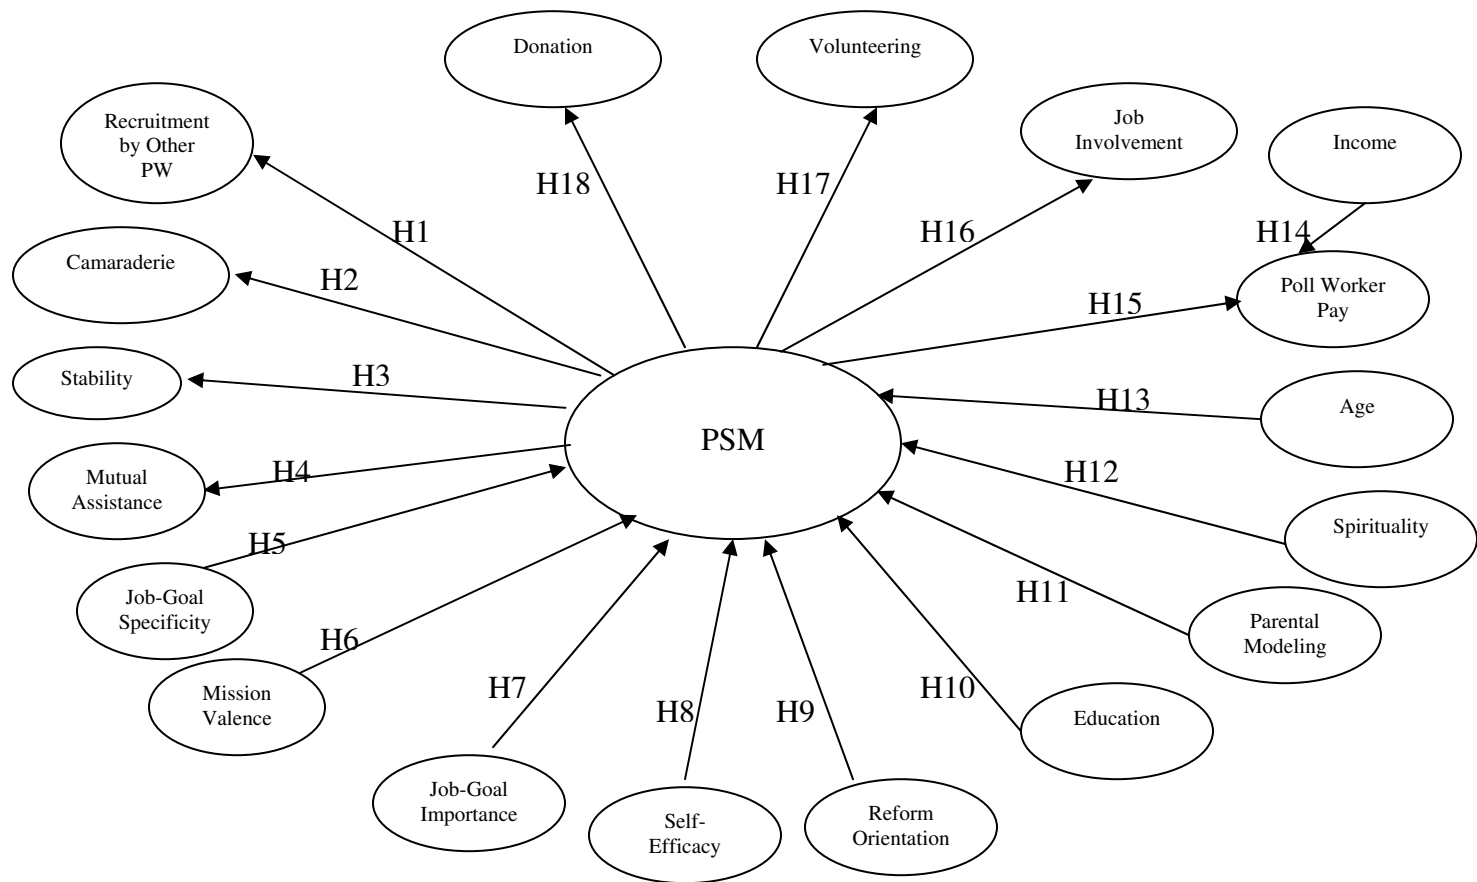 Donation
Volunteering
Recruitment
by Other
PW
Job
Involvement
Income
H18
H17
H1
H16
H14
Camaraderie
H2
Poll Worker
Pay
H15
Stability
H3
H13
Age
PSM
Mutual
Assistance
H4
H12
Spirituality
H5
Job-Goal
Specificity
H6
H11
Parental
Modeling
Mission
Valence
H7
H8
H9
H10
Education
Job-Goal
Importance
Self-
Efficacy
Reform
Orientation